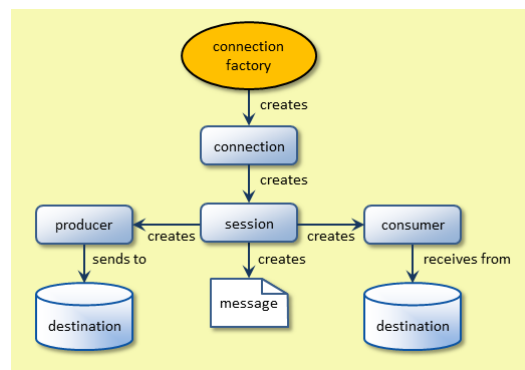 connection
factory
creates
connection
creates
producer
creates
session
creates
consumer
sends to
creates
receives from
destination
message
destination